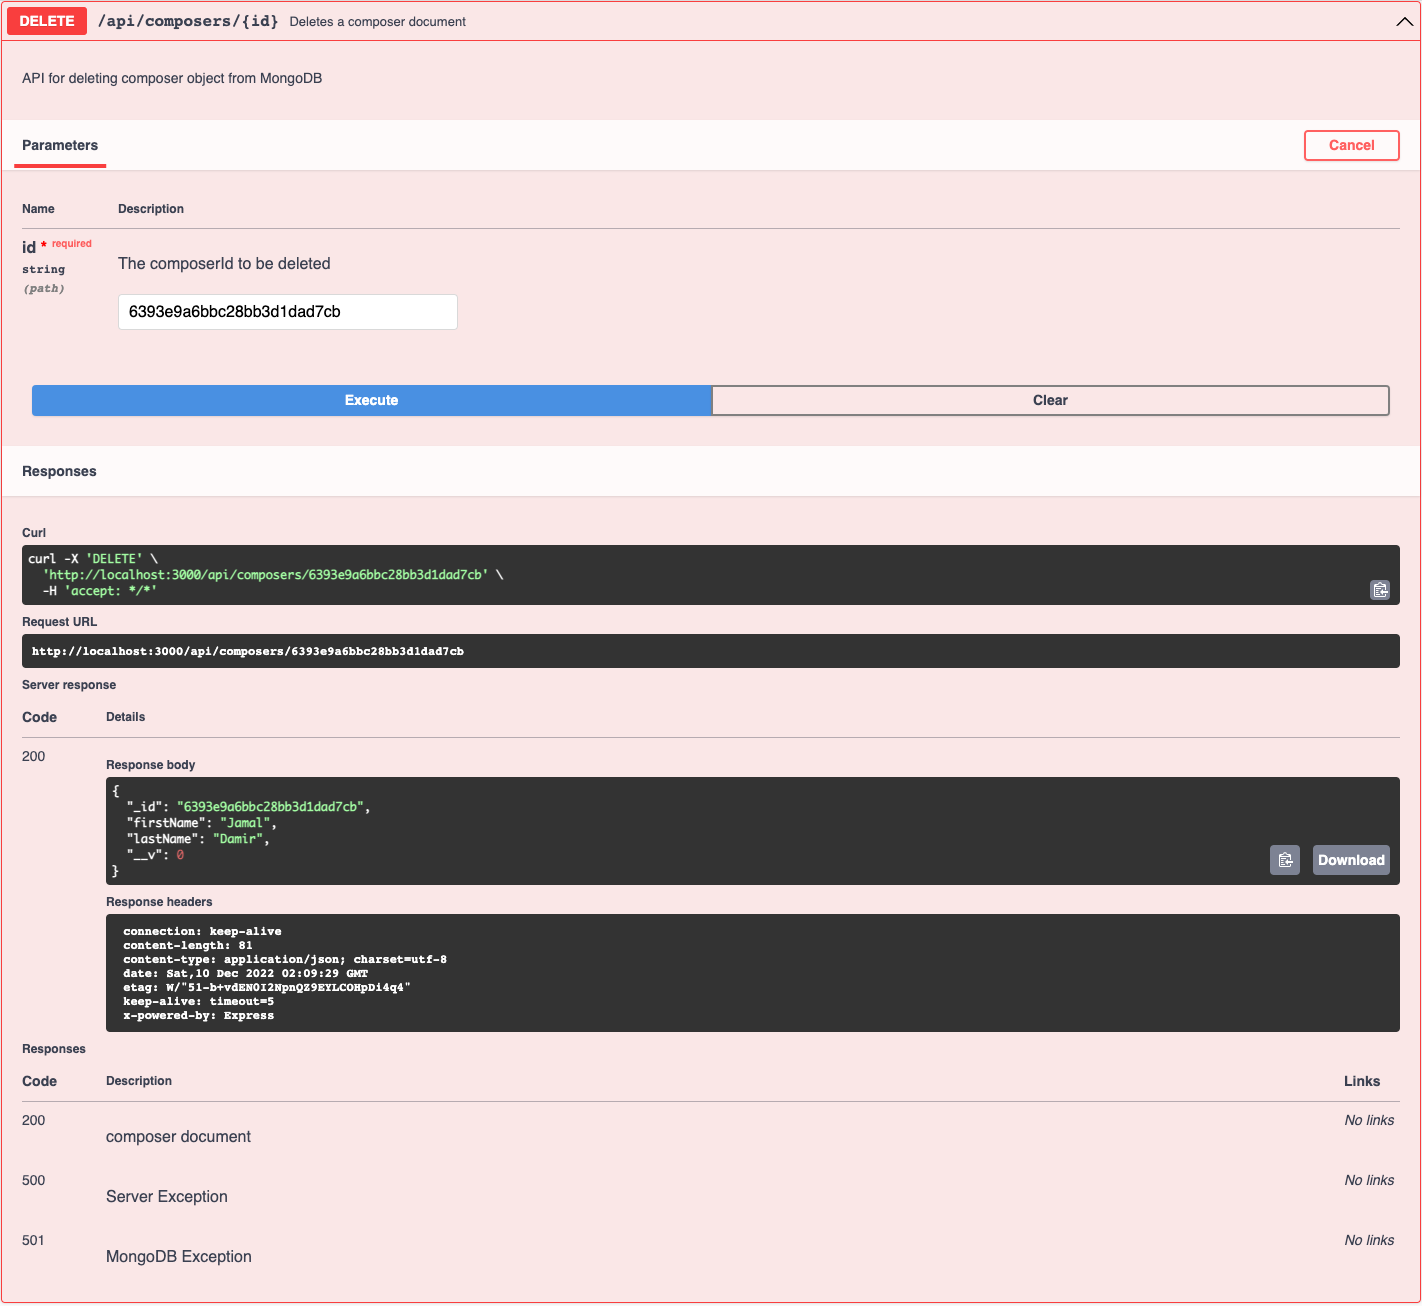 DELETE /api/composers/{id} Deletes a composer document
API for deleting composer object from MongoDB
Parameters
Cancel
Name Description
id * required
string
(path)
The composerId to be deleted
6393e9a6bbc28bb3d1dad7cb
Execute
Clear
Responses
Curl
curl -X 'DELETE' \
'http://localhost:3000/api/composers/6393e9a6bbc28bb3d1dad7cb' \
-H 'accept: */*'
Request URL
http://localhost:3000/api/composers/6393e9a6bbc28bb3d1dad7cb
Server response
Code Details
200
Response body
{
"_id": "6393e9a6bbc28bb3d1dad7cb",
"firstName": "Jamal",
"lastName": "Damir",
"__v": 0
}
Download
Response headers
connection: keep-alive
content-length: 81
content-type: application/json; charset=utf-8
date: Sat,10 Dec 2022 02:09:29 GMT
etag: W/"51-b+vdEN0I2NpnQZ9EYLCOHpDi4q4"
keep-alive: timeout=5
x-powered-by: Express
Responses
Code Description Links
200 No links
composer document
500 No links
Server Exception
501 No links
MongoDB Exception